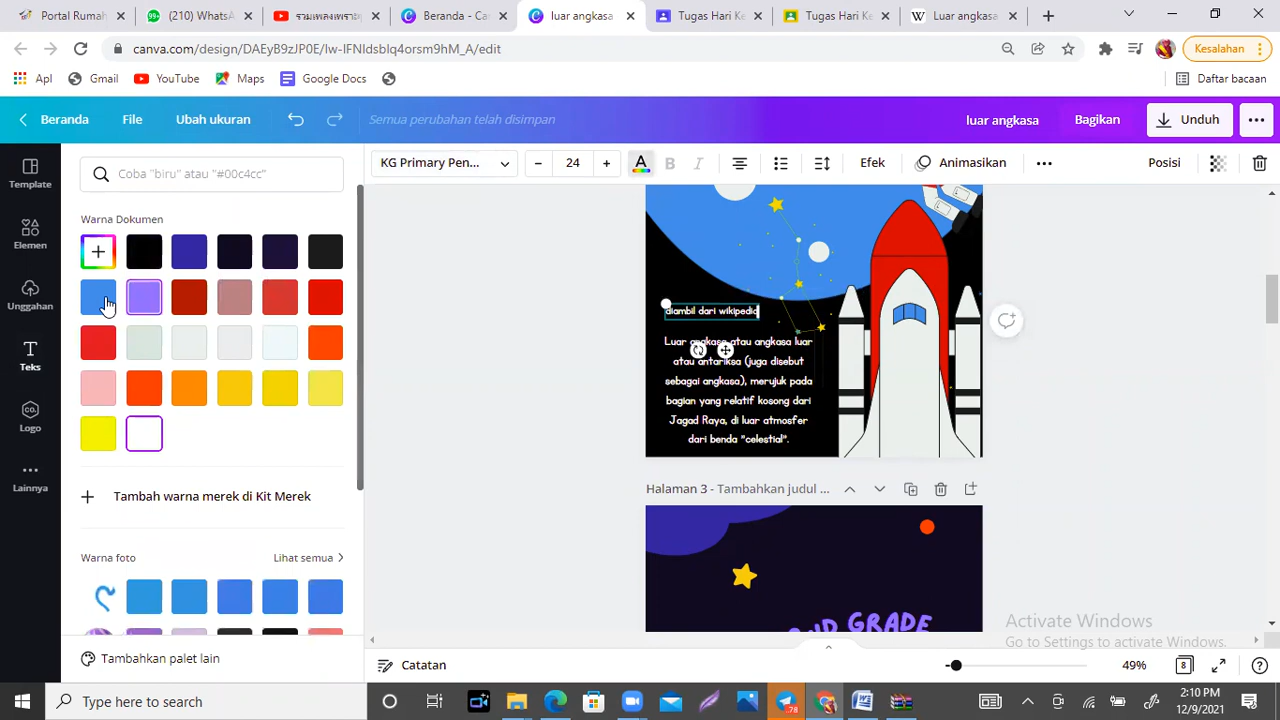 Portal Rumah
(210) WhatsA
Beranda - Ca
luar angkasa
Tugas Hari Ke
Tugas Hari Ke
Luar angkasa
canva.com/design/DAEyB9zJP0E/Iw-IFNIdsblq4orsm9hM_A/edit
Kesalahan
Apl
Gmail
YouTube
Maps
Google Docs
Daftar bacaan
Beranda
File
Ubah ukuran
Semua perubahan telah disimpan
luar angkasa
Bagikan
Unduh
Template
Elemen
Unggahan
Teks
CO.
Logo
Lainnya
Coba "biru" atau "#00c4cc"
KG Primary Pen...
24
A
B
I
Efek
Animasikan
Posisi
Warna Dokumen
Tambah warna merek di Kit Merek
Warna foto
Lihat semua
Tambahkan palet lain
diambil dari wikipedia
Luar angkasa atau angkasa luar
atau antariksa (juga disebut
sebagai angkasa), merujuk pada
bagian yang relatif kosong dari
Jagad Raya, di luar atmosfer
dari benda "celestial".
Halaman 3 - Tambahkan judul ...
GRADE
Activate Windows
Go to Settings to activate Windows.
Catatan
49%
8
Type here to search
78
2:10 PM
12/9/2021